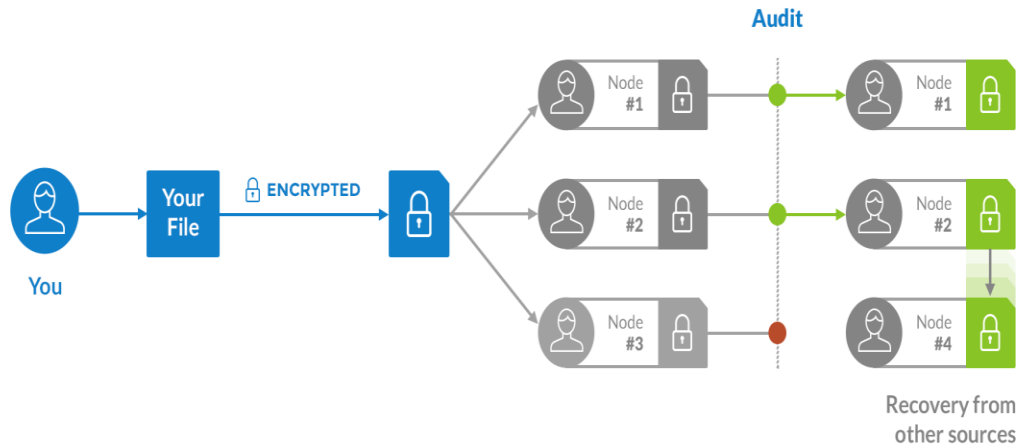 Audit
Node
#1
Node
#1
You
Your
File
ENCRYPTED
Node
#2
Node
#2
Node
#3
Node
#4
Recovery from
other sources